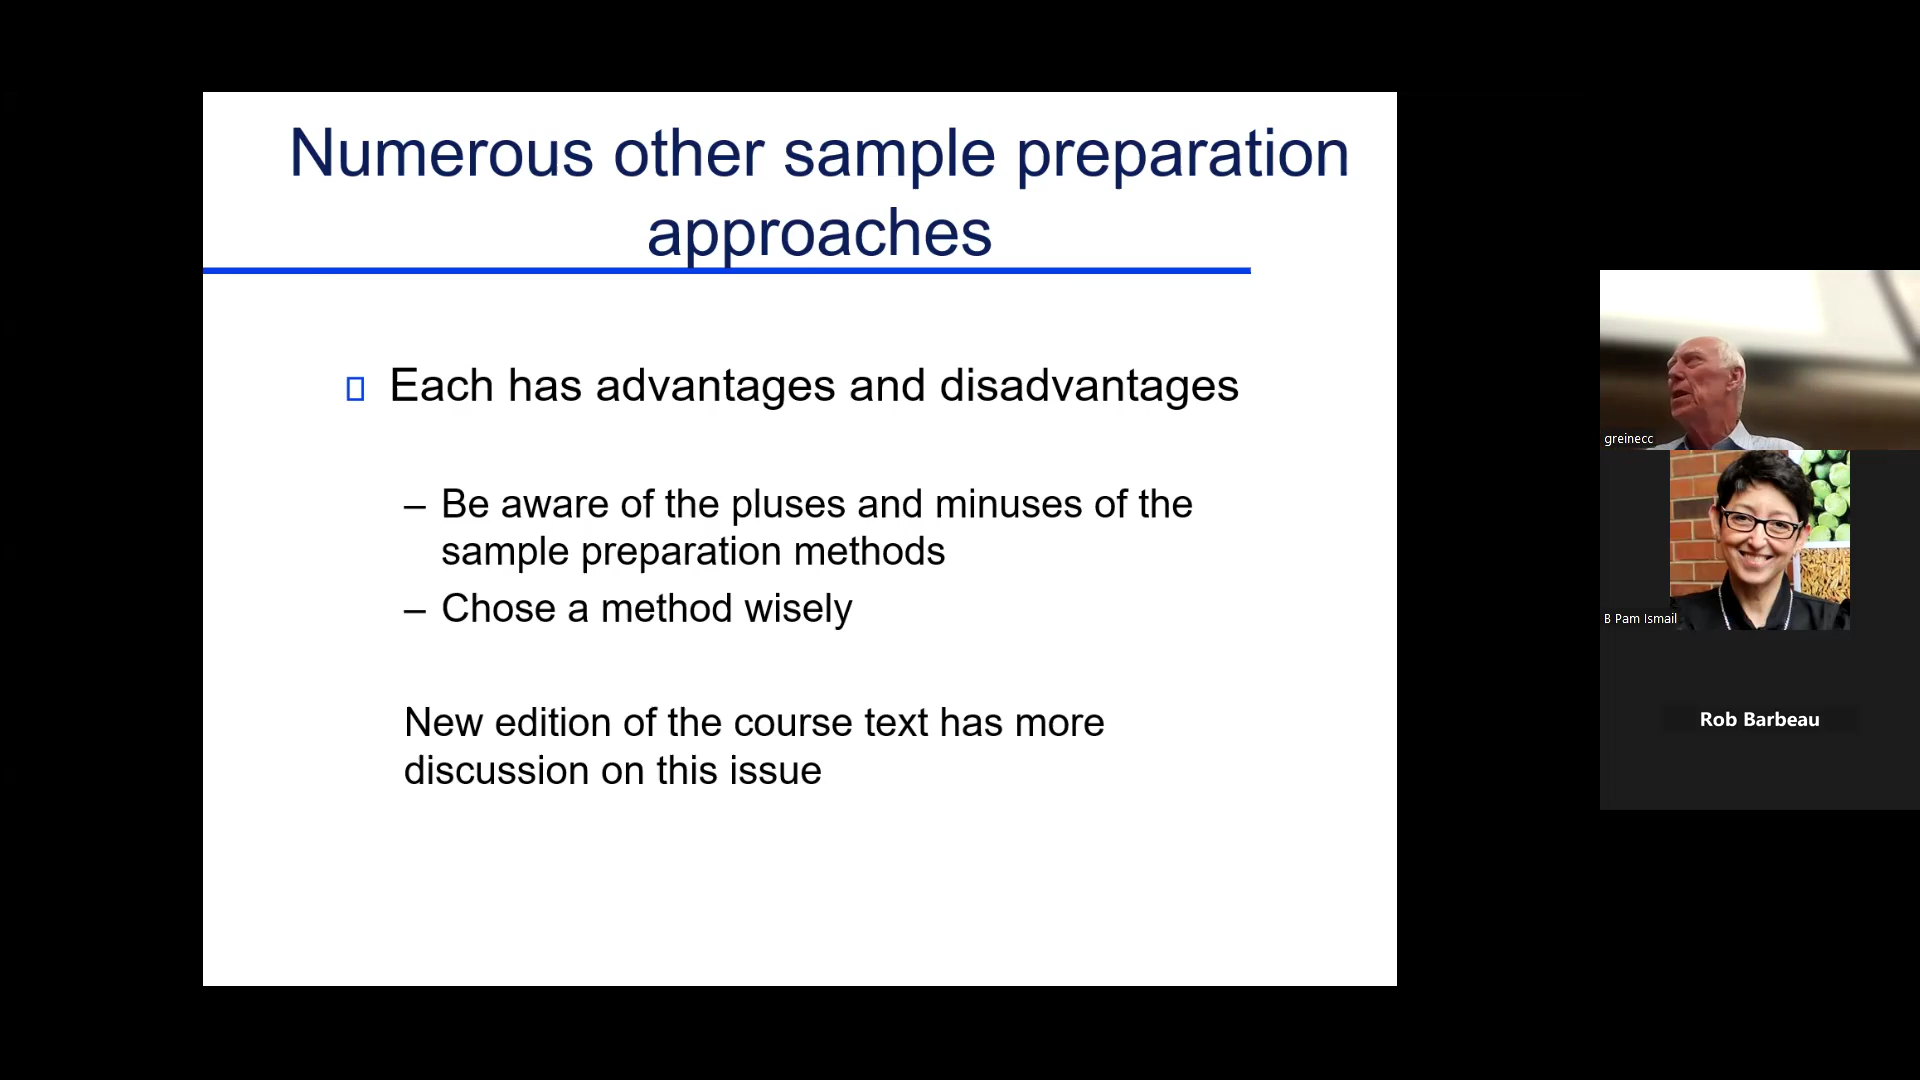 Numerous other sample preparation
approaches
Each has advantages and disadvantages
– Be aware of the pluses and minuses of the
sample preparation methods
– Chose a method wisely
New edition of the course text has more
discussion on this issue
greinecc
B Pam Ismail
Rob Barbeau